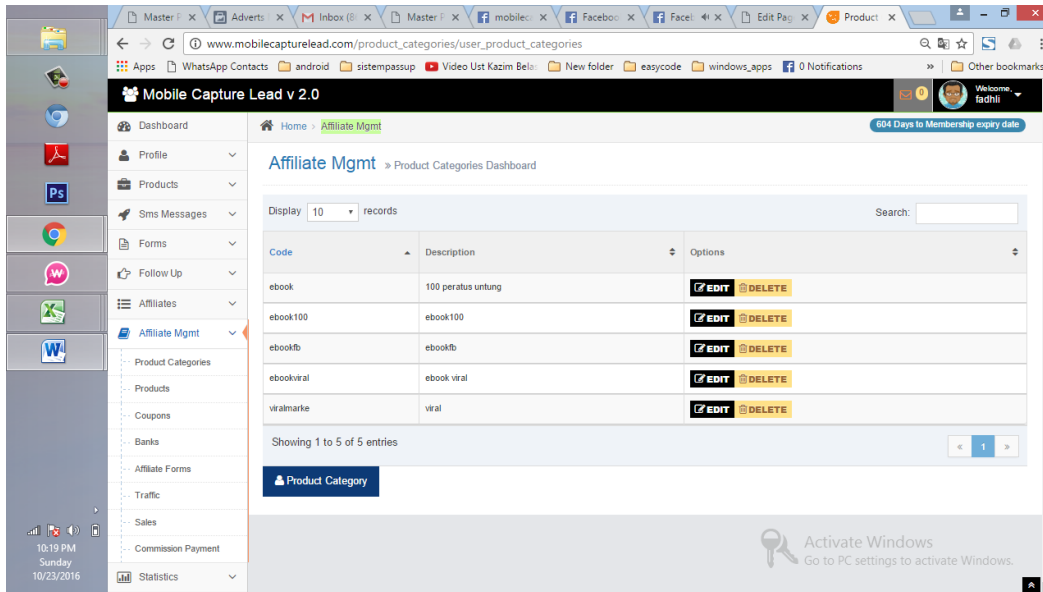 Master
Adverts
M Inbox (8
Master
mobilec
Faceboo
Facel
Edit Pag
Product
www.mobilecapturelead.com/product_categories/user_product_categories
Apps WhatsApp Contacts android sistempassup Video Ust Kazim Belas New folder easycode windows_apps 0 Notifications » Other bookmarks
Mobile Capture Lead v 2.0
0
Welcome,
fadhli
Dashboard
Home > Affiliate Mgmt
604 Days to Membership expiry date
Profile
Affiliate Mgmt » Product Categories Dashboard
Products
Sms Messages
Display 10 records
Search:
Forms
Code Description Options
Follow Up
ebook 100 peratus untung EDIT DELETE
Affiliates
ebook100 ebook100 EDIT DELETE
Affiliate Mgmt
ebookfb ebookfb EDIT DELETE
Product Categories
ebookviral ebook viral EDIT DELETE
Products
viralmarke viral EDIT DELETE
Coupons
Banks
Showing 1 to 5 of 5 entries
« 1 »
Affiliate Forms
Product Category
Traffic
Sales
Commission Payment
Statistics
Ps
10:19 PM
Sunday
10/23/2016
Activate Windows
Go to PC settings to activate Windows.